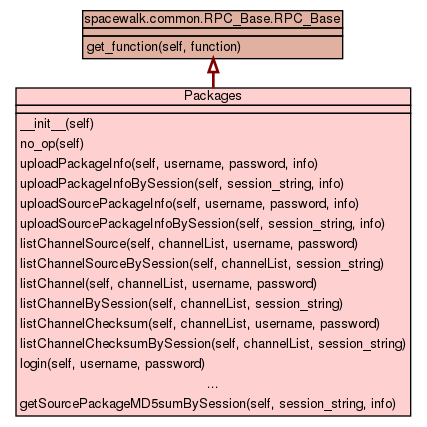 spacewalk.common.RPC_Base.RPC_Base
get_function(self, function)
Packages
__init__(self)
no_op(self)
uploadPackageInfo(self, username, password, info)
uploadPackageInfoBySession(self, session_string, info)
uploadSourcePackageInfo(self, username, password, info)
uploadSourcePackageInfoBySession(self, session_string, info)
listChannelSource(self, channelList, username, password)
listChannelSourceBySession(self, channelList, session_string)
listChannel(self, channelList, username, password)
listChannelBySession(self, channelList, session_string)
listChannelChecksum(self, channelList, username, password)
listChannelChecksumBySession(self, channelList, session_string)
login(self, username, password)
...
getSourcePackageMD5sumBySession(self, session_string, info)